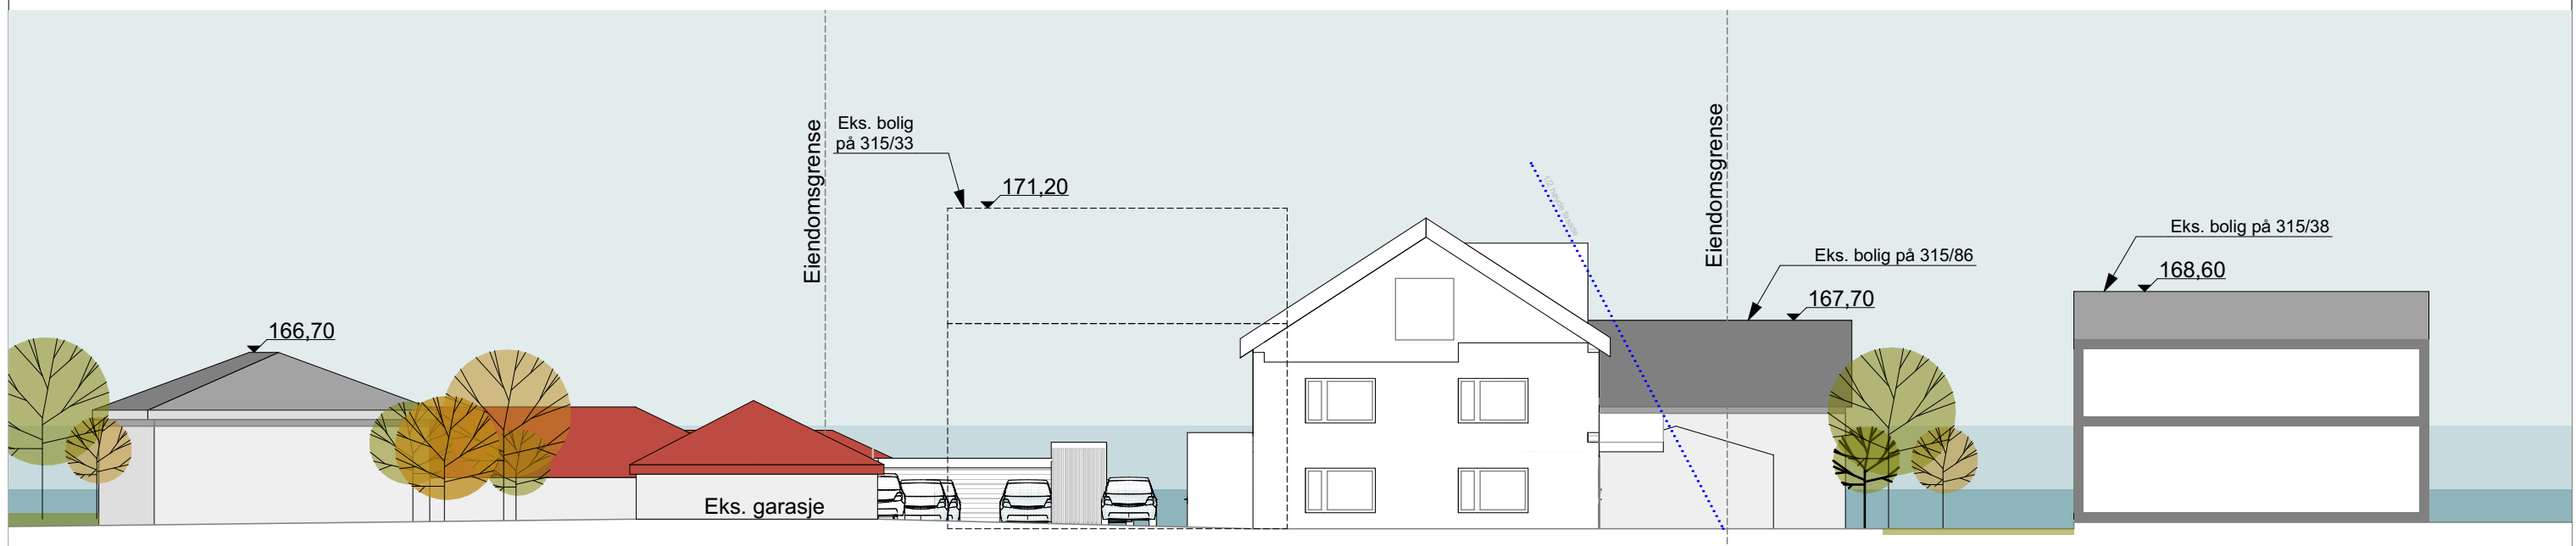 Eiendomsgrense
Eks. bolig
på 315/33
171,20
Eiendomsgrense
Eks. bolig på 315/38
168,60
Eks. bolig på 315/86
167,70
166,70
Eks. garasje